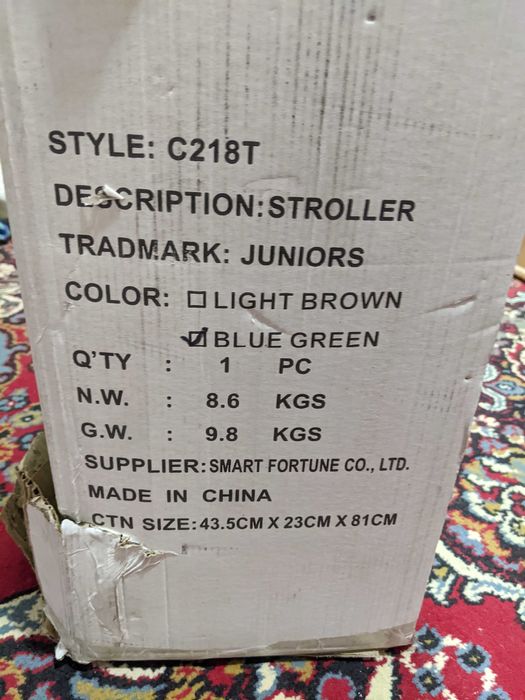 STYLE: C218T
DESCRIPTION: STROLLER
TRADMARK: JUNIORS
COLOR: ☐ LIGHT BROWN
☑ BLUE GREEN
Q'TY : 1 PC
N.W. : 8.6 KGS
G.W. : 9.8 KGS
SUPPLIER: SMART FORTUNE CO., LTD.
MADE IN CHINA
CTN SIZE: 43.5CM X 23CM X 81CM